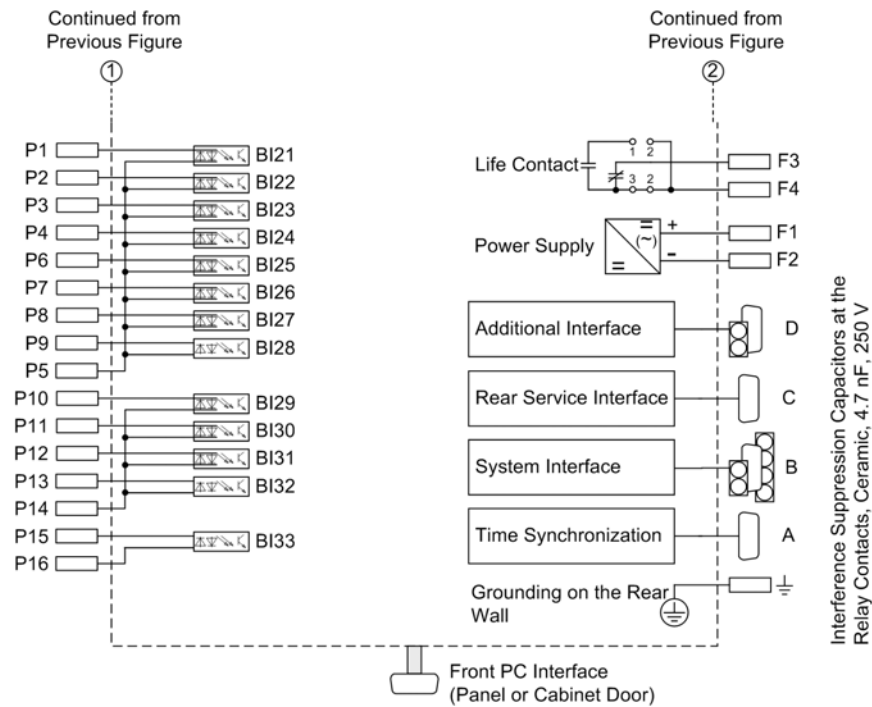 Continued from
Previous Figure
1
Continued from
Previous Figure
2
P1
BI21
P2
BI22
P3
BI23
P4
BI24
P6
BI25
P7
BI26
P8
BI27
P9
BI28
P5
P10
BI29
P11
BI30
P12
BI31
P13
BI32
P14
P15
BI33
P16
Life Contact
1 2
3 2
F3
F4
Power Supply
=
(~)
=
+
-
F1
F2
Additional Interface
D
Rear Service Interface
C
System Interface
B
Time Synchronization
A
Grounding on the Rear
Wall
Front PC Interface
(Panel or Cabinet Door)
Interference Suppression Capacitors at the
Relay Contacts, Ceramic, 4.7 nF, 250 V